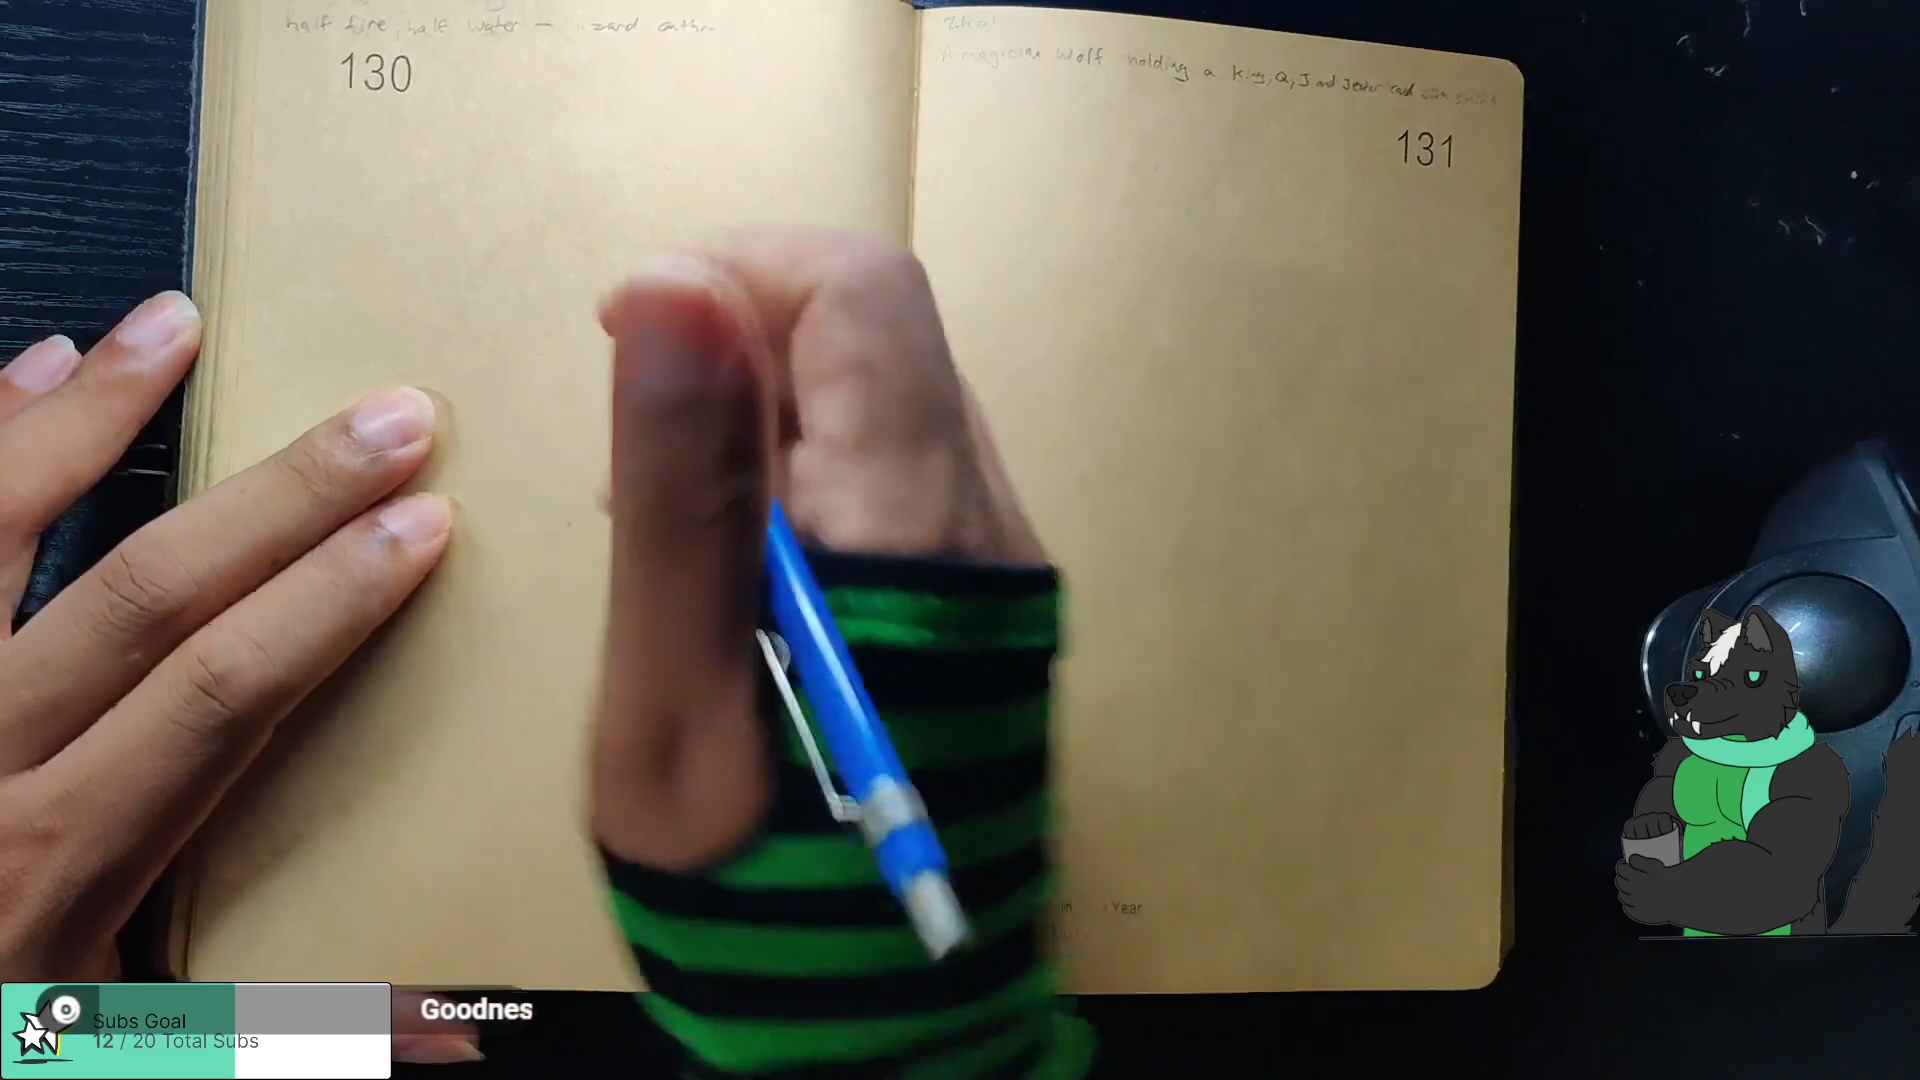 half fire, half water –
130
A magician wolf holding a King, Q, J and Jester card with
131
Year
Goodnes
Subs Goal
12 / 20 Total Subs